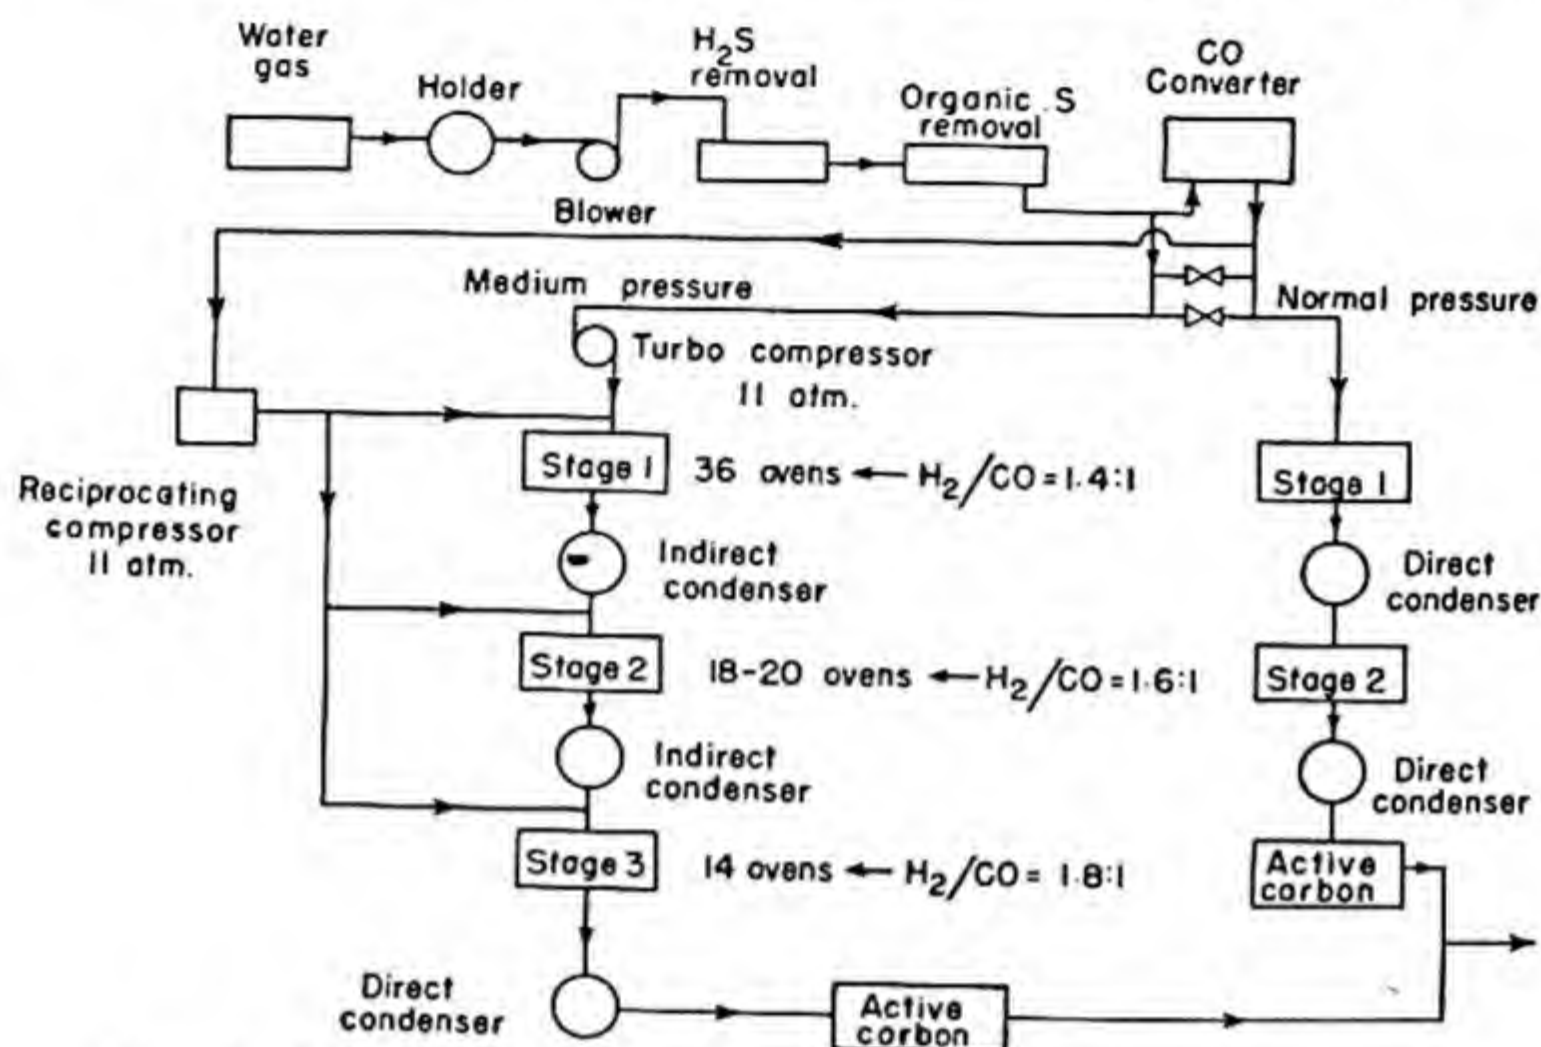 Water
gas
Holder
H2S
removal
Organic S
removal
CO
Converter
Blower
Medium pressure
Normal pressure
Turbo compressor
11 atm.
Reciprocating
compressor
11 atm.
Stage 1
36 ovens
H2/CO = 1.4:1
Stage 1
Indirect
condenser
Direct
condenser
Stage 2
18-20 ovens
H2/CO = 1.6:1
Stage 2
Indirect
condenser
Direct
condenser
Stage 3
14 ovens
H2/CO = 1.8:1
Active
carbon
Direct
condenser
Active
carbon